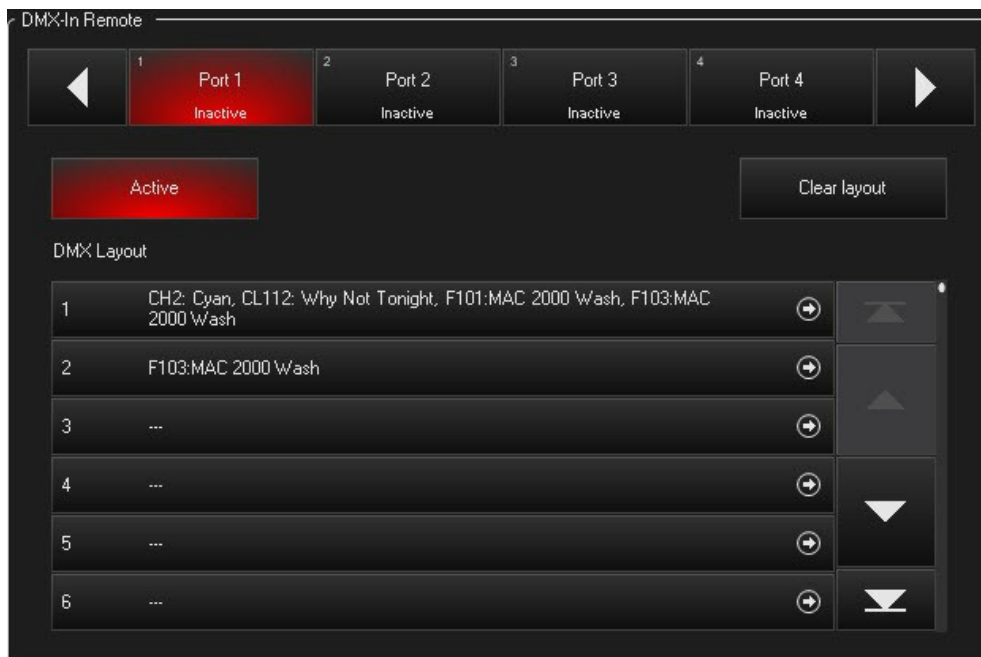 DMX-In Remote
1 Port 1
Inactive
2 Port 2
Inactive
3 Port 3
Inactive
4 Port 4
Inactive
Active
Clear layout
DMX Layout
1 CH2: Cyan, CL112: Why Not Tonight, F101:MAC 2000 Wash, F103:MAC
2000 Wash
2 F103:MAC 2000 Wash
3 ---
4 ---
5 ---
6 ---